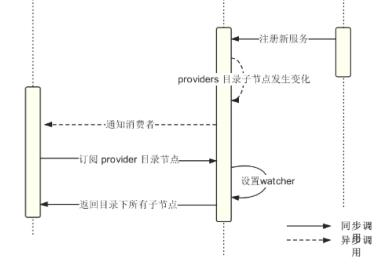 注册新服务
providers 目录子节点发生变化
通知消费者
订阅 provider 目录节点
设置watcher
返回目录下所有子节点
同步调
用
异步调
用